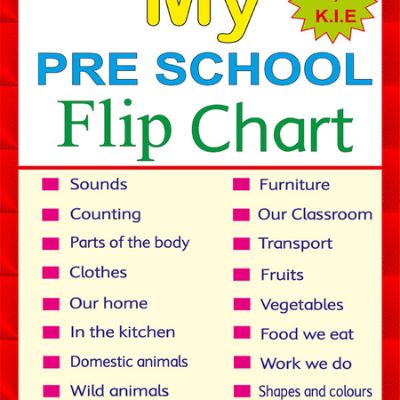 My
K.I.E
PRE SCHOOL
Flip Chart
Sounds
Counting
Parts of the body
Clothes
Our home
In the kitchen
Domestic animals
Wild animals
Furniture
Our Classroom
Transport
Fruits
Vegetables
Food we eat
Work we do
Shapes and colours